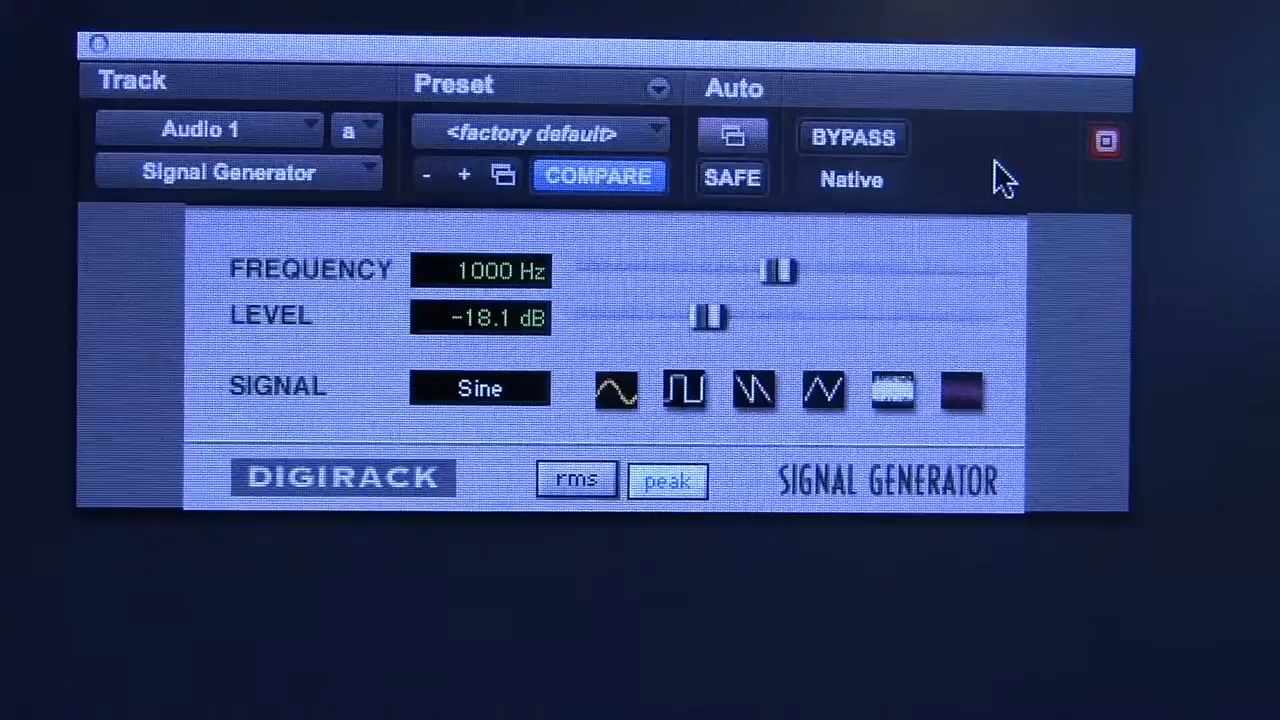 Track Preset Auto
Audio 1 a <factory default> BYPASS
Signal Generator - + COMPARE SAFE Native
FREQUENCY 1000 Hz
LEVEL -18.1 dB
SIGNAL Sine
DIGIRACK rms peak SIGNAL GENERATOR